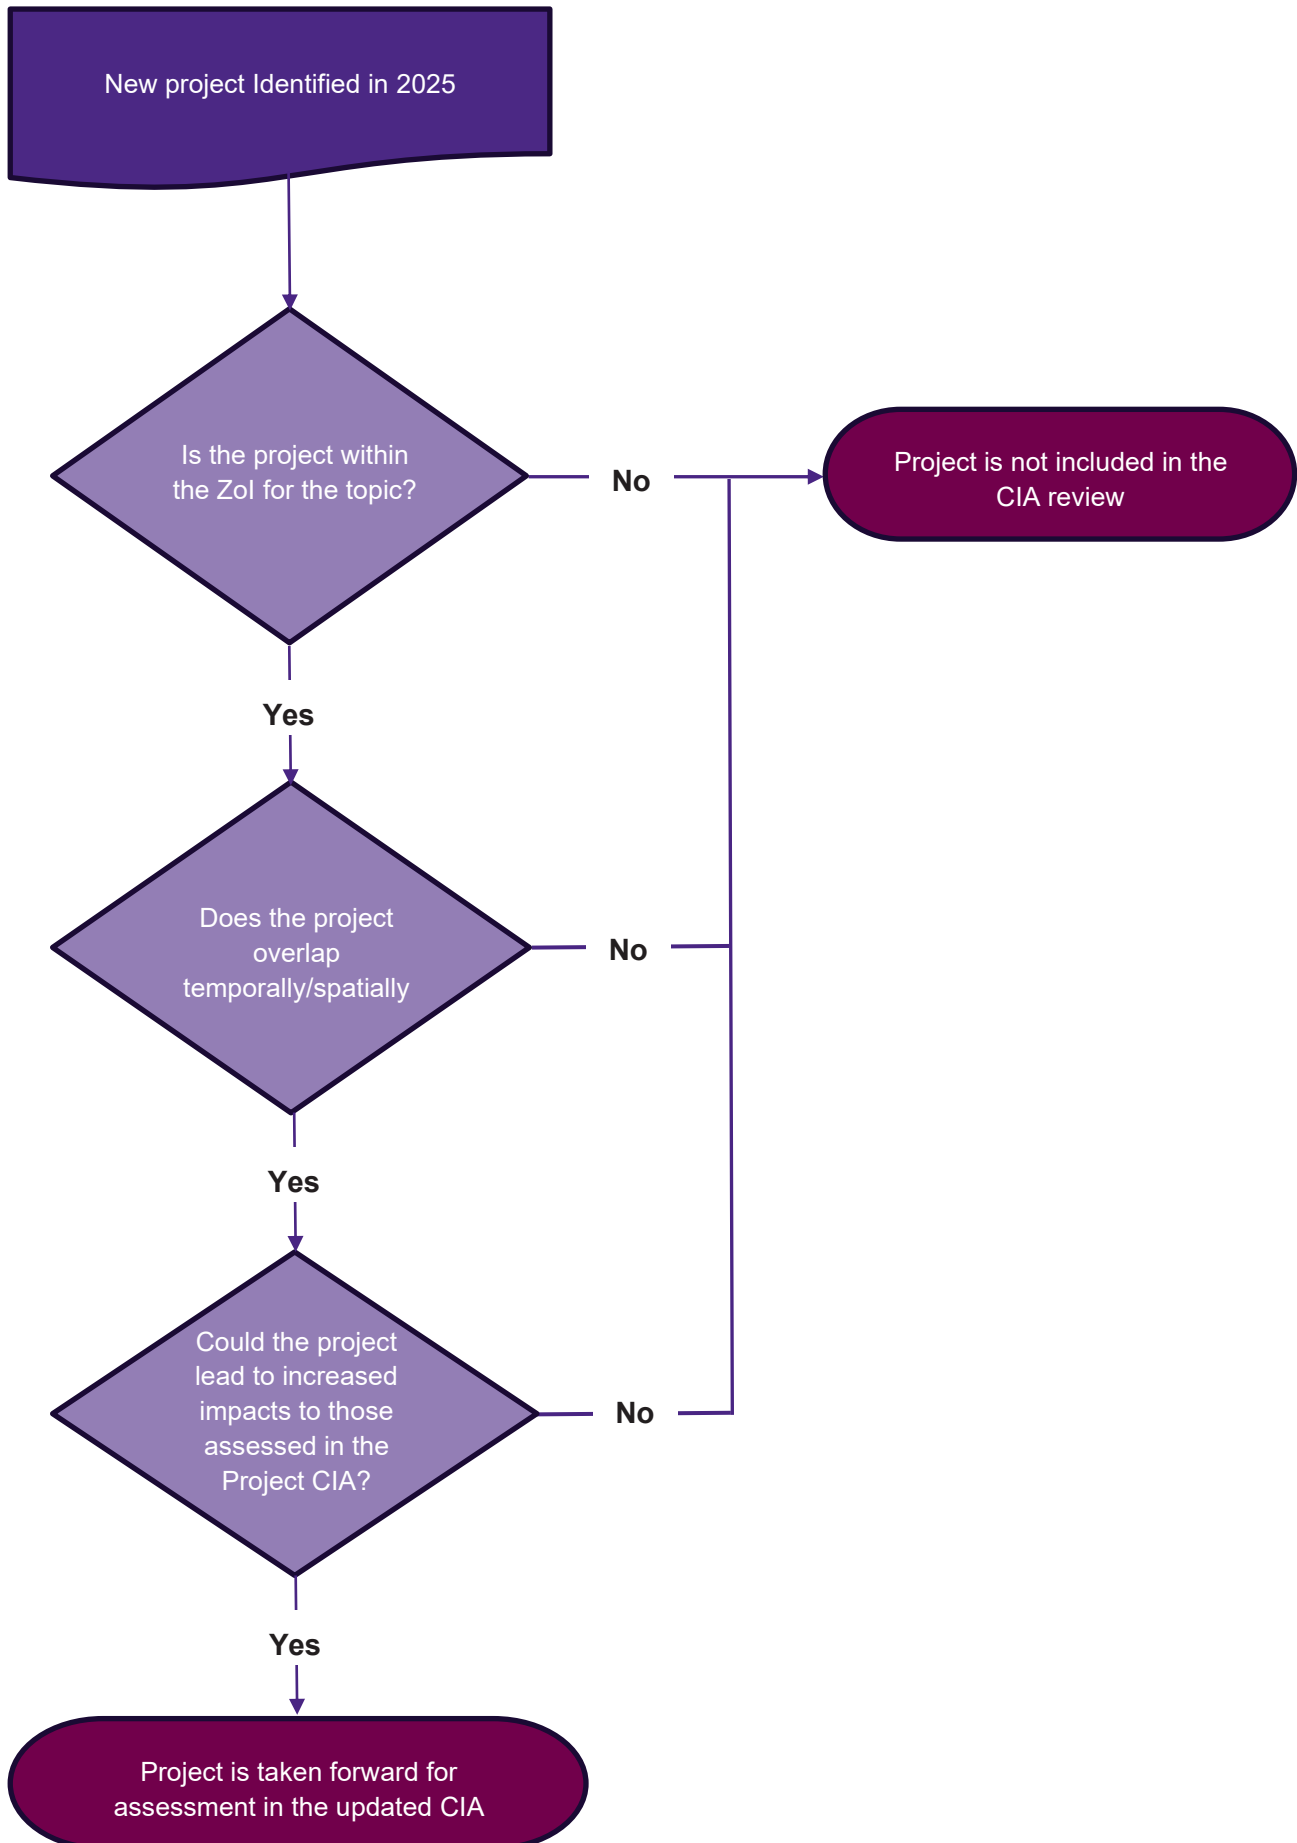 New project Identified in 2025
Is the project within
the ZoI for the topic?
No
Project is not included in the
CIA review
Yes
Does the project
overlap
temporally/spatially
No
Yes
Could the project
lead to increased
impacts to those
assessed in the
Project CIA?
No
Yes
Project is taken forward for
assessment in the updated CIA